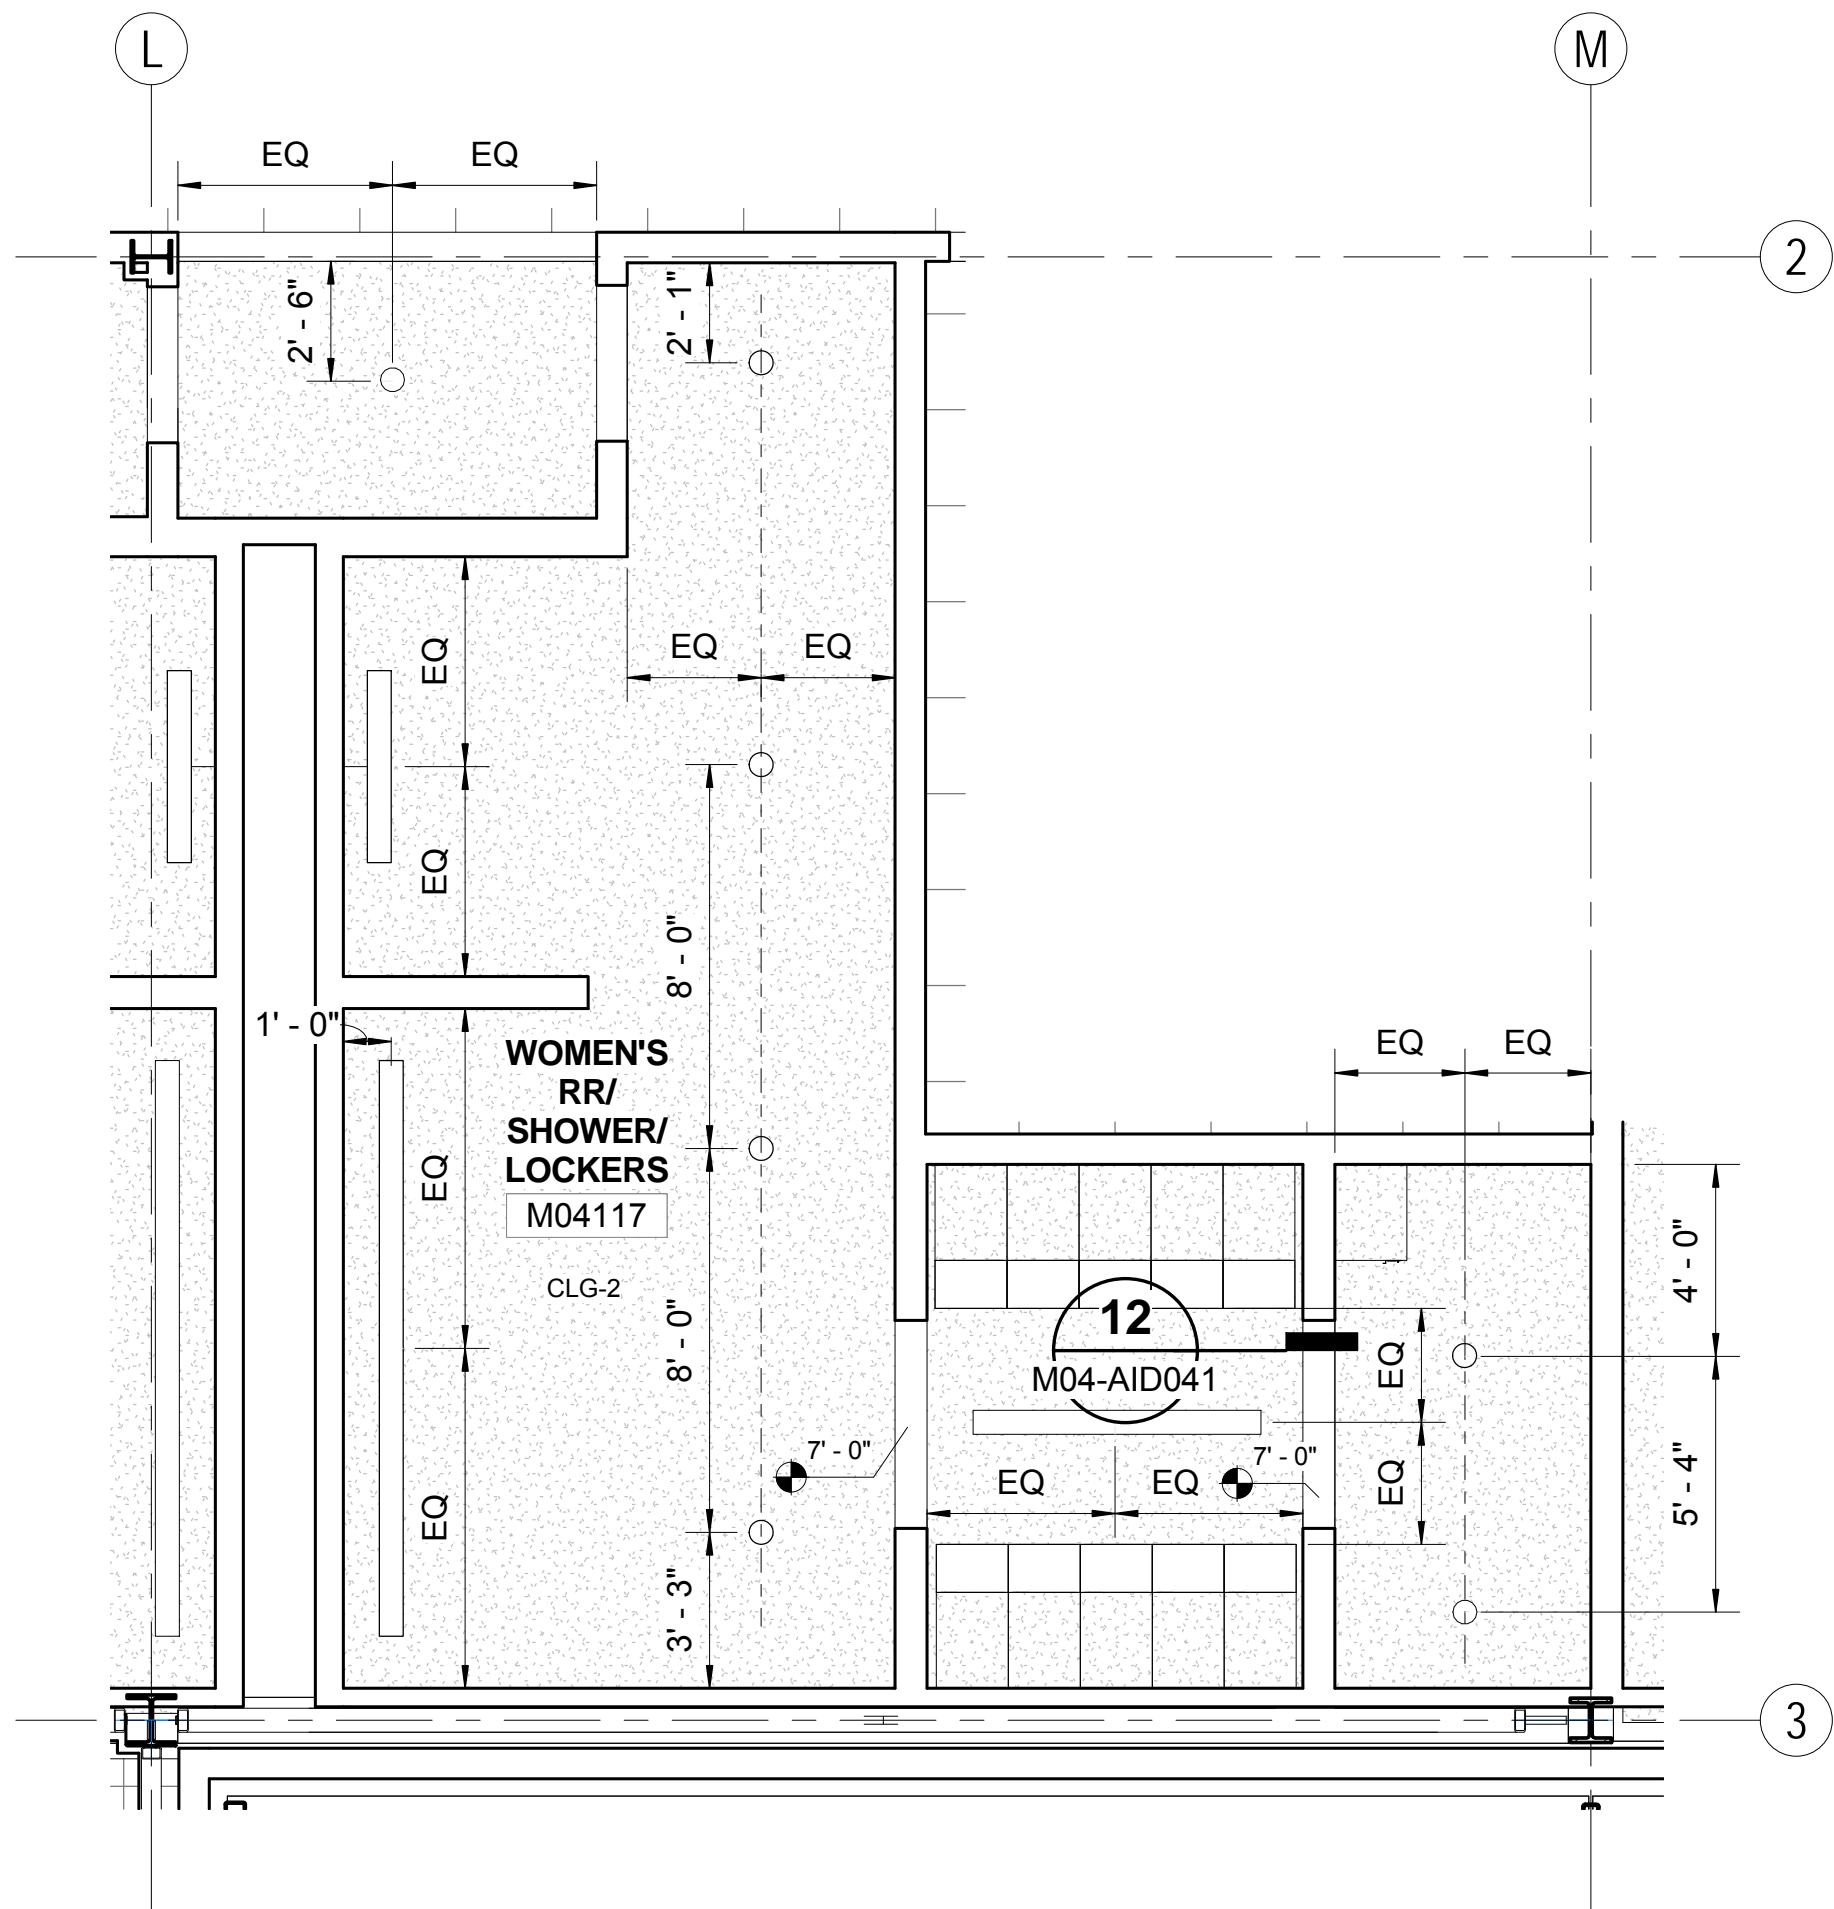 L
M
EQ
EQ
2
2' - 6"
2' - 1"
EQ
EQ
EQ
EQ
8' - 0"
1' - 0"
WOMEN'S
RR/
SHOWER/
LOCKERS
M04117
CLG-2
EQ
EQ
EQ
EQ
8' - 0"
3' - 3"
12
M04-AID041
7' - 0"
7' - 0"
EQ
EQ
EQ
EQ
4' - 0"
5' - 4"
3